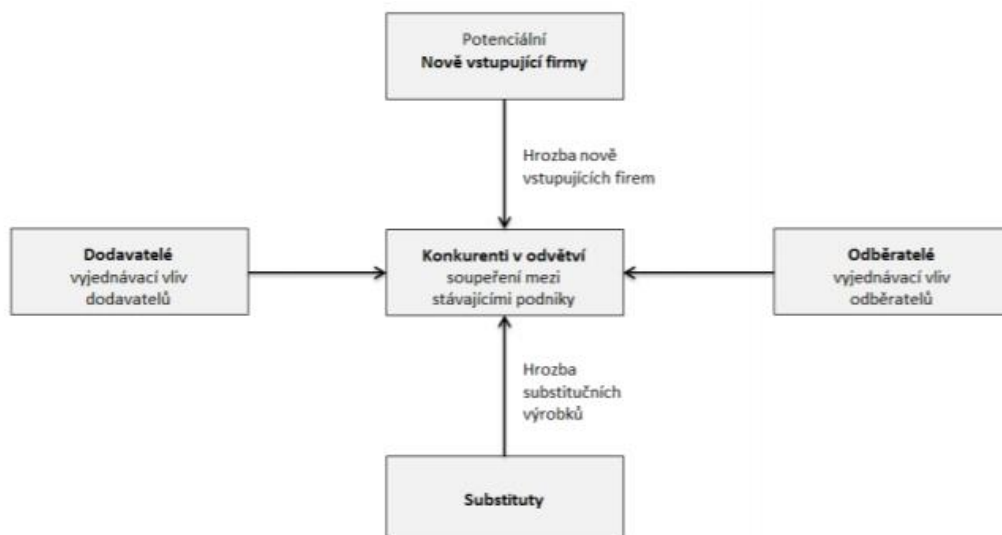 Potenciální
Nově vstupující firmy
Hrozba nově
vstupujících firem
Dodavatelé
vyjednávací vliv
dodavatelů
Konkurenti v odvětví
soupeření mezi
stávajícími podniky
Odběratelé
vyjednávací vliv
odběratelů
Hrozba
substitučních
výrobků
Substituty